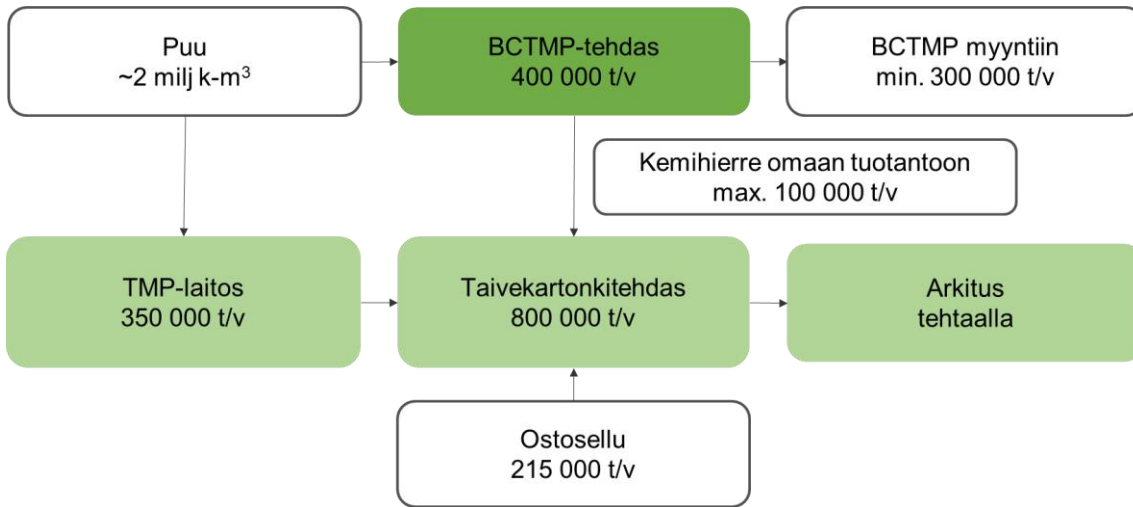 Puu
~2 milj k-m³
BCTMP-tehdas
400 000 t/v
BCTMP myyntiin
min. 300 000 t/v
Kemihierre omaan tuotantoon
max. 100 000 t/v
TMP-laitos
350 000 t/v
Taivekartonkitehdas
800 000 t/v
Arkitus
tehtaalla
Ostosellu
215 000 t/v